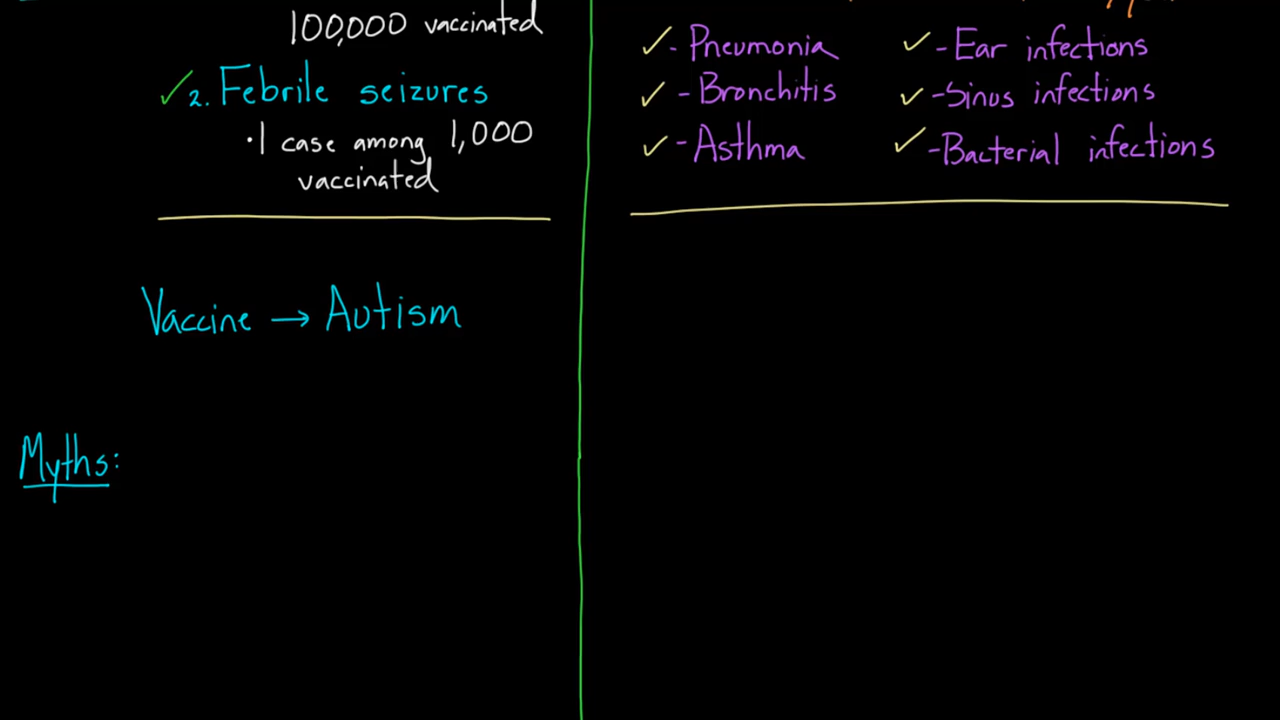 100,000 vaccinated
2. Febrile seizures
• 1 case among 1,000
vaccinated
Vaccine → Autism
Myths:
- Pneumonia
- Bronchitis
- Asthma
- Ear infections
- Sinus infections
- Bacterial infections